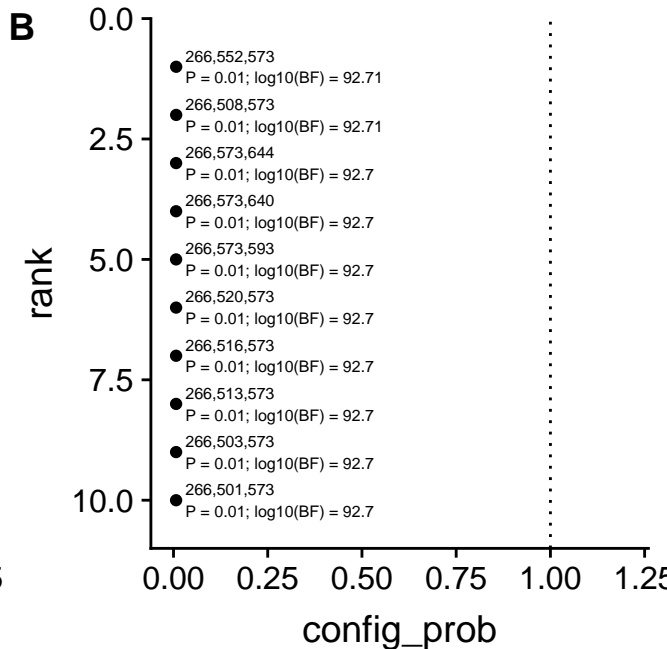 B
0.0
266,552,573
P = 0.01; log10(BF) = 92.71
266,508,573
P = 0.01; log10(BF) = 92.71
2.5
266,573,644
P = 0.01; log10(BF) = 92.7
266,573,640
P = 0.01; log10(BF) = 92.7
5.0
266,573,593
P = 0.01; log10(BF) = 92.7
rank
266,520,573
P = 0.01; log10(BF) = 92.7
266,516,573
P = 0.01; log10(BF) = 92.7
7.5
266,513,573
P = 0.01; log10(BF) = 92.7
266,503,573
P = 0.01; log10(BF) = 92.7
10.0
266,501,573
P = 0.01; log10(BF) = 92.7
0.00 0.25 0.50 0.75 1.00 1.25
config_prob